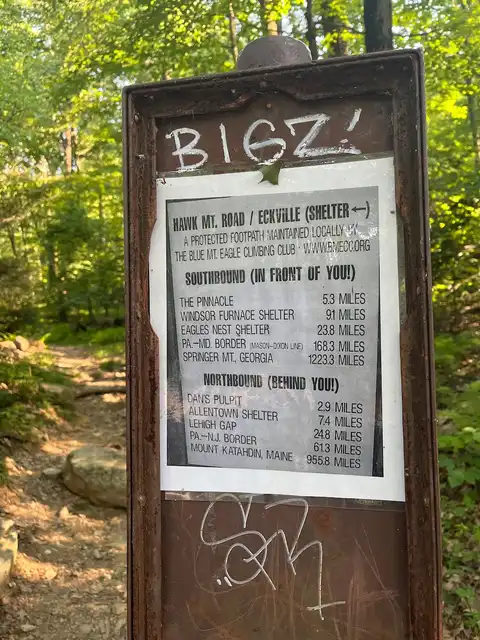 BIGZ!
HAWK MT. ROAD / ECKVILLE (SHELTER ←)
A PROTECTED FOOTPATH MAINTAINED LOCALLY BY
THE BLUE MT. EAGLE CLIMBING CLUB · WWW.BMECC.ORG
SOUTHBOUND (IN FRONT OF YOU!)
THE PINNACLE 5.3 MILES
WINDSOR FURNACE SHELTER 9.1 MILES
EAGLES NEST SHELTER 23.8 MILES
PA.–MD. BORDER (MASON-DIXON LINE) 168.3 MILES
SPRINGER MT., GEORGIA 1223.3 MILES
NORTHBOUND (BEHIND YOU!)
DAN'S PULPIT 2.9 MILES
ALLENTOWN SHELTER 7.4 MILES
LEHIGH GAP 24.8 MILES
PA.–N.J. BORDER 61.3 MILES
MOUNT KATAHDIN, MAINE 955.8 MILES